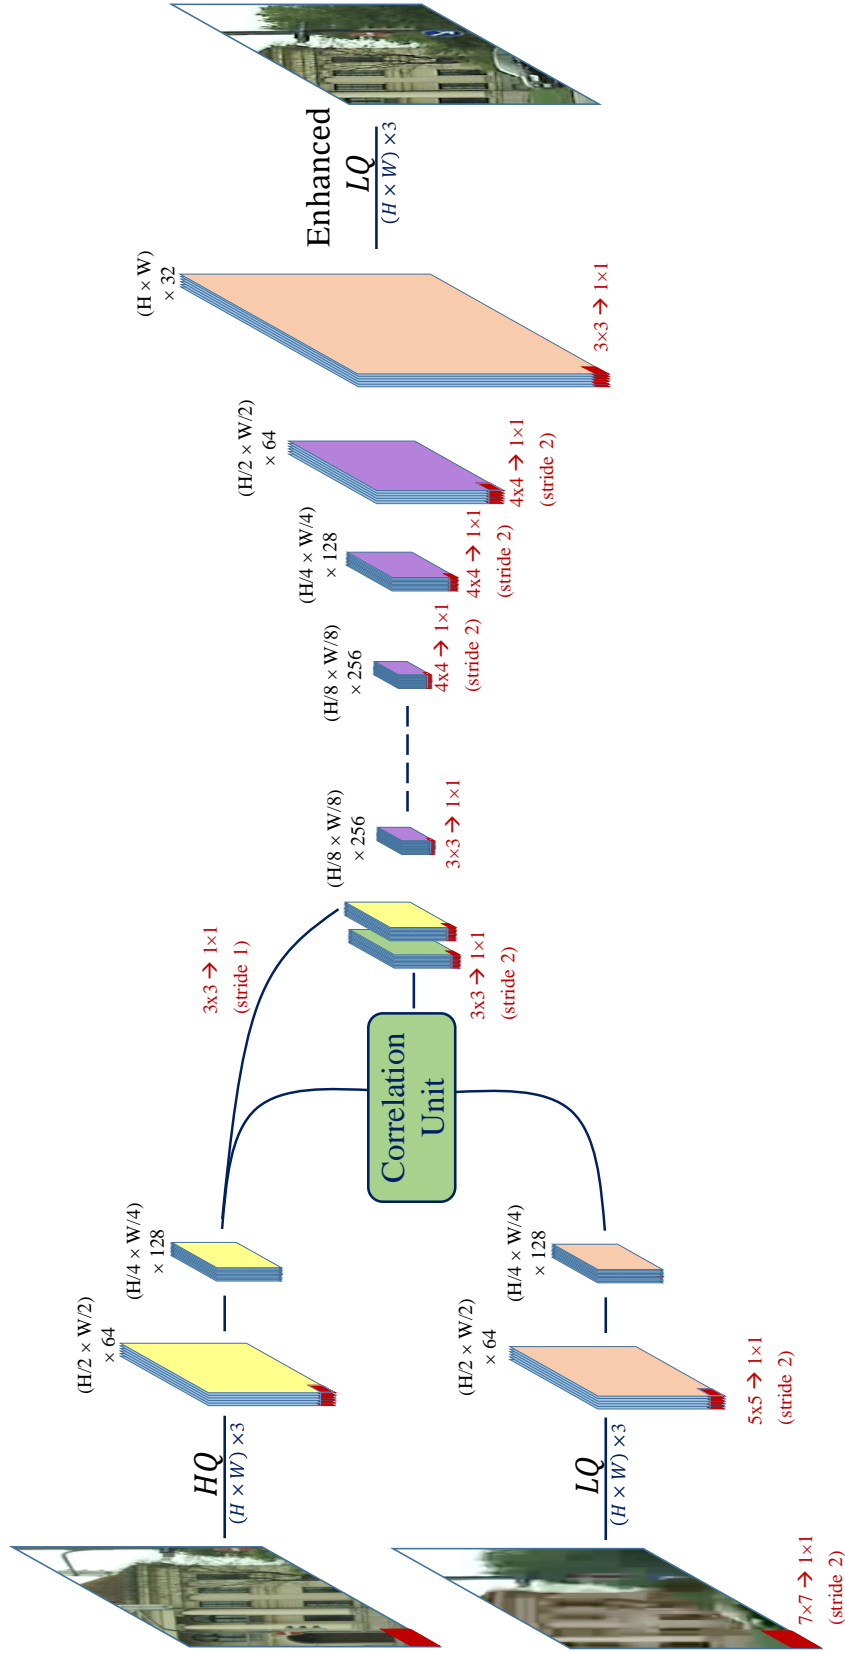 HQ
(H × W) ×3
(H/2 × W/2)
× 64
(H/4 × W/4)
× 128
LQ
(H × W) ×3
7×7 → 1×1
(stride 2)
(H/2 × W/2)
× 64
5x5 → 1×1
(stride 2)
(H/4 × W/4)
× 128
Correlation
Unit
3x3 → 1×1
(stride 1)
3x3 → 1×1
(stride 2)
(H/8 × W/8)
× 256
3×3 → 1×1
(H/8 × W/8)
× 256
4x4 → 1×1
(stride 2)
(H/4 × W/4)
× 128
4x4 → 1×1
(stride 2)
(H/2 × W/2)
× 64
4x4 → 1×1
(stride 2)
(H × W)
× 32
3×3 → 1×1
Enhanced
LQ
(H × W) ×3